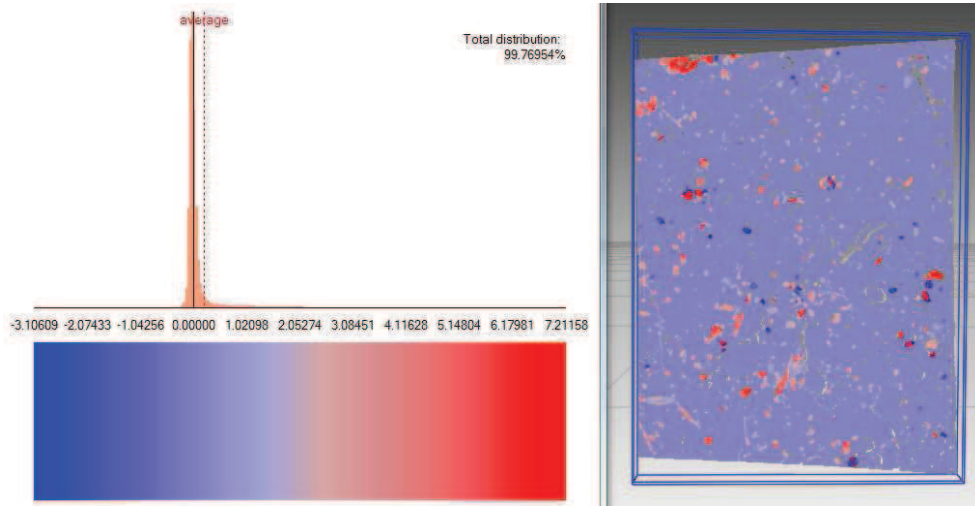 average
Total distribution:
99.76954%
-3.10609 -2.07433 -1.04256 0.00000 1.02098 2.05274 3.08451 4.11628 5.14804 6.17981 7.21158